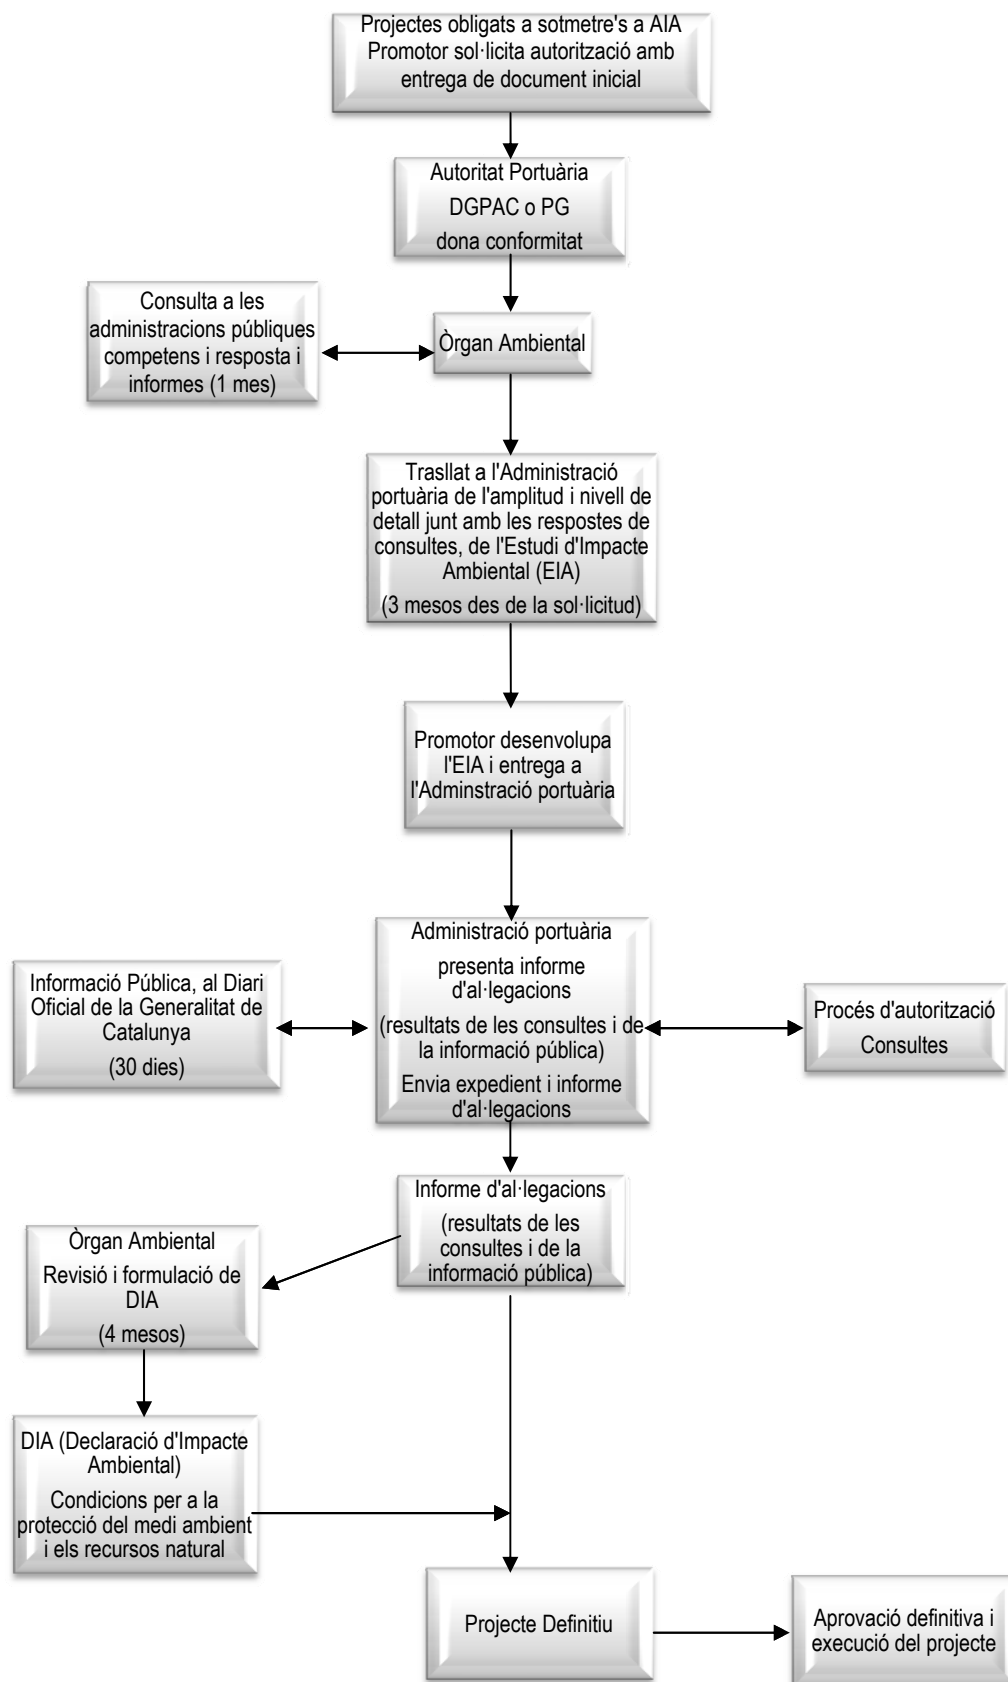 Projectes obligats a sotmetre's a AIA
Promotor sol·licita autorització amb
entrega de document inicial
Autoritat Portuària
DGPAC o PG
dona conformitat
Consulta a les
administracions públiques
competens i resposta i
informes (1 mes)
Òrgan Ambiental
Trasllat a l'Administració
portuària de l'amplitud i nivell de
detall junt amb les respostes de
consultes, de l'Estudi d'Impacte
Ambiental (EIA)
(3 mesos des de la sol·licitud)
Promotor desenvolupa
l'EIA i entrega a
l'Adminstració portuària
Administració portuària
presenta informe
d'al·legacions
(resultats de les consultes i de
la informació pública)
Envia expedient i informe
d'al·legacions
Informació Pública, al Diari
Oficial de la Generalitat de
Catalunya
(30 dies)
Procés d'autorització
Consultes
Informe d'al·legacions
(resultats de les
consultes i de la
informació pública)
Òrgan Ambiental
Revisió i formulació de
DIA
(4 mesos)
DIA (Declaració d'Impacte
Ambiental)
Condicions per a la
protecció del medi ambient
i els recursos natural
Projecte Definitiu
Aprovació definitiva i
execució del projecte